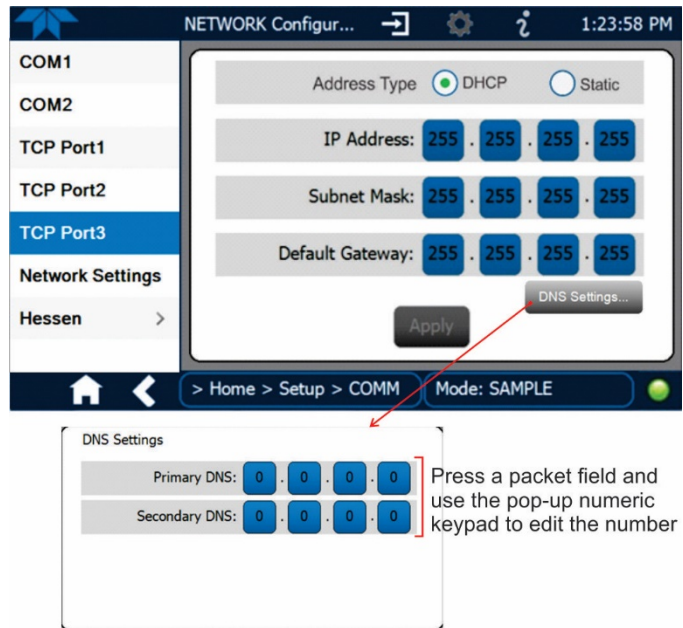 NETWORK Configur... 1:23:58 PM
COM1
COM2
TCP Port1
TCP Port2
TCP Port3
Network Settings
Hessen >
Address Type DHCP Static
IP Address: 255 . 255 . 255 . 255
Subnet Mask: 255 . 255 . 255 . 255
Default Gateway: 255 . 255 . 255 . 255
DNS Settings...
Apply
> Home > Setup > COMM Mode: SAMPLE
DNS Settings
Primary DNS: 0 . 0 . 0 . 0
Secondary DNS: 0 . 0 . 0 . 0
Press a packet field and
use the pop-up numeric
keypad to edit the number